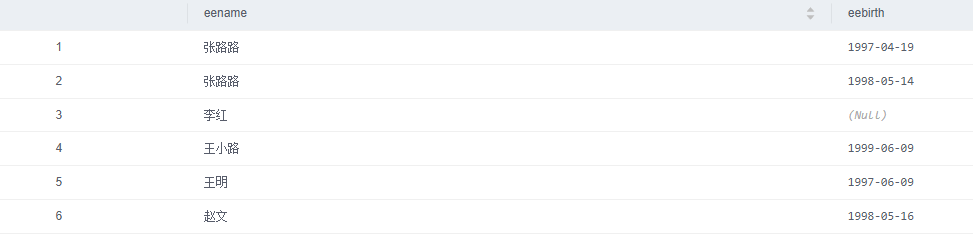 eename eebirth
1 张路路 1997-04-19
2 张路路 1998-05-14
3 李红 (Null)
4 王小路 1999-06-09
5 王明 1997-06-09
6 赵文 1998-05-16